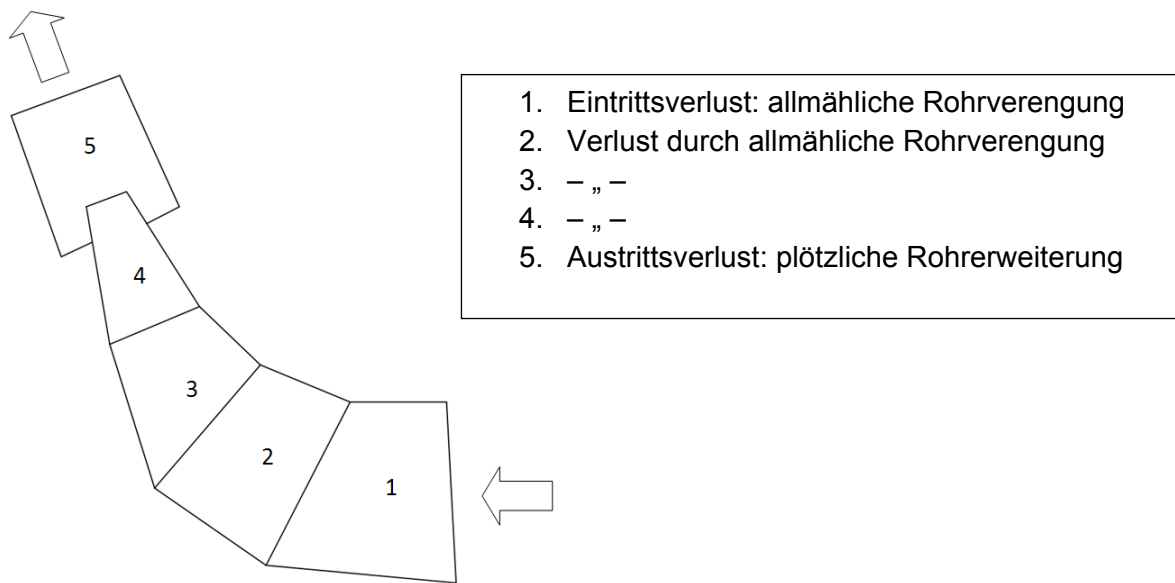 5
4
3
2
1
1. Eintrittsverlust: allmähliche Rohrverengung
2. Verlust durch allmähliche Rohrverengung
3. – „ –
4. – „ –
5. Austrittsverlust: plötzliche Rohrerweiterung